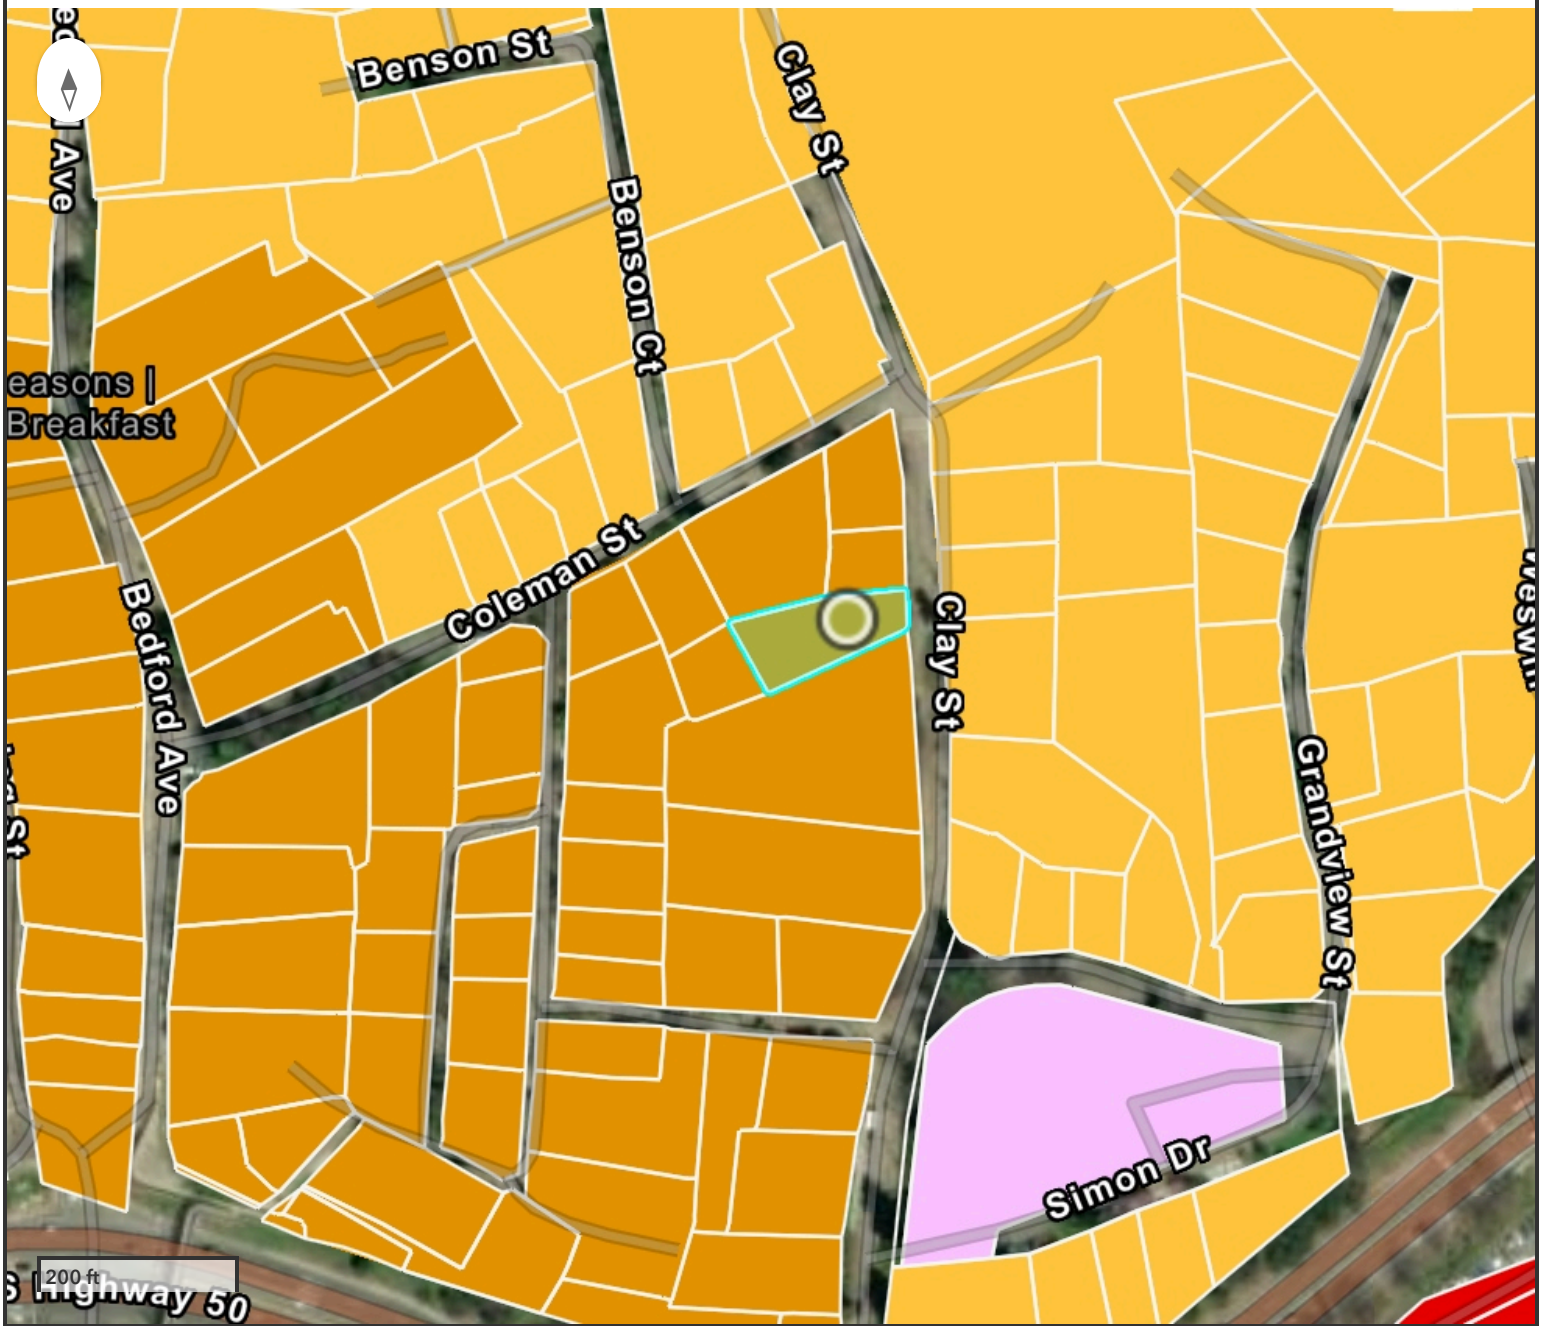 Benson St
Clay St
Ave
Benson Ct
easons |
Breakfast
Coleman St
Bedford Ave
Clay St
Grandview St
St
Simon Dr
200 ft
S Highway 50